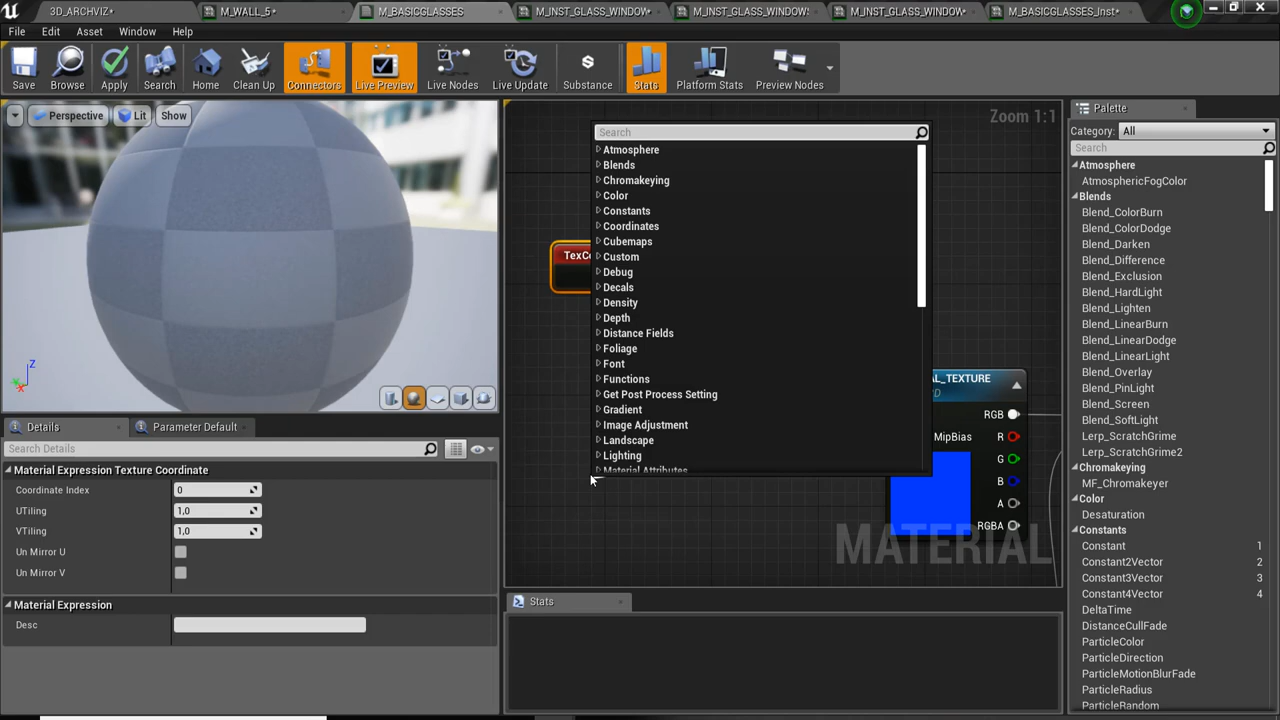 3D_ARCHVIZ*
M_WALL_5*
M_BASICGLASSES
M_INST_GLASS_WINDOW*
M_INST_GLASS_WINDOWS
M_INST_GLASS_WINDOW*
M_BASICGLASSES_Inst*
File Edit Asset Window Help
Save Browse Apply Search Home Clean Up Connectors Live Preview Live Nodes Live Update Substance Stats Platform Stats Preview Nodes
Perspective Lit Show
Zoom 1:1
Z
Search
Atmosphere
Blends
Chromakeying
Color
Constants
Coordinates
Cubemaps
Custom
Debug
Decals
Density
Depth
Distance Fields
Foliage
Font
Functions
Get Post Process Setting
Gradient
Image Adjustment
Landscape
Lighting
Material Attributes
TexCo
AL_TEXTURE
RGB
MipBias R
G
B
A
RGBA
MATERIAL
Details
Parameter Default
Search Details
Material Expression Texture Coordinate
Coordinate Index 0
UTiling 1,0
VTiling 1,0
Un Mirror U
Un Mirror V
Material Expression
Desc
Stats
Palette
Category: All
Search
Atmosphere
AtmosphericFogColor
Blends
Blend_ColorBurn
Blend_ColorDodge
Blend_Darken
Blend_Difference
Blend_Exclusion
Blend_HardLight
Blend_Lighten
Blend_LinearBurn
Blend_LinearDodge
Blend_LinearLight
Blend_Overlay
Blend_PinLight
Blend_Screen
Blend_SoftLight
Lerp_ScratchGrime
Lerp_ScratchGrime2
Chromakeying
MF_Chromakeyer
Color
Desaturation
Constants
Constant 1
Constant2Vector 2
Constant3Vector 3
Constant4Vector 4
DeltaTime
DistanceCullFade
ParticleColor
ParticleDirection
ParticleMotionBlurFade
ParticleRadius
ParticleRandom